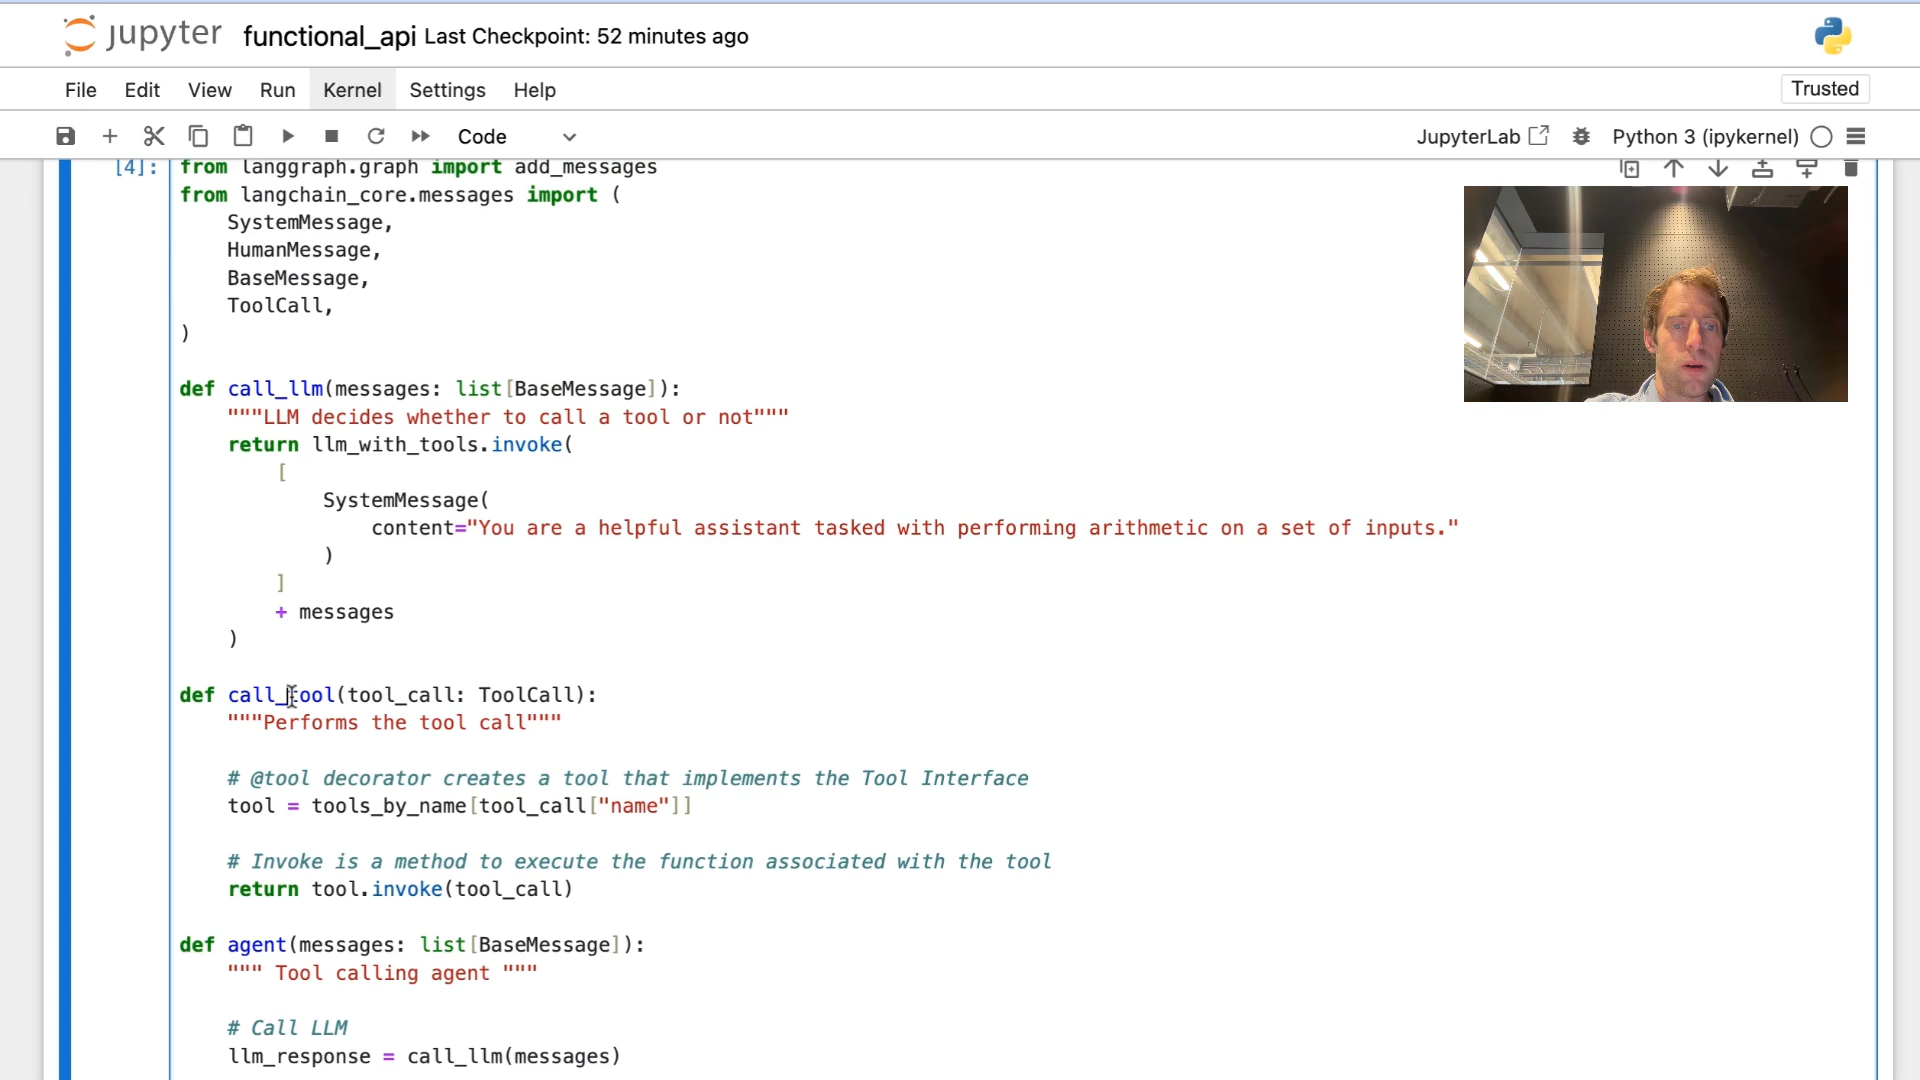 jupyter functional_api Last Checkpoint: 52 minutes ago
File Edit View Run Kernel Settings Help Trusted
Code JupyterLab Python 3 (ipykernel)
[4]: from langgraph.graph import add_messages
from langchain_core.messages import (
    SystemMessage,
    HumanMessage,
    BaseMessage,
    ToolCall,
)
def call_llm(messages: list[BaseMessage]):
    """LLM decides whether to call a tool or not"""
    return llm_with_tools.invoke(
        [
            SystemMessage(
                content="You are a helpful assistant tasked with performing arithmetic on a set of inputs."
            )
        ]
        + messages
    )
def call_tool(tool_call: ToolCall):
    """Performs the tool call"""
    # @tool decorator creates a tool that implements the Tool Interface
    tool = tools_by_name[tool_call["name"]]
    # Invoke is a method to execute the function associated with the tool
    return tool.invoke(tool_call)
def agent(messages: list[BaseMessage]):
    """ Tool calling agent """
    # Call LLM
    llm_response = call_llm(messages)